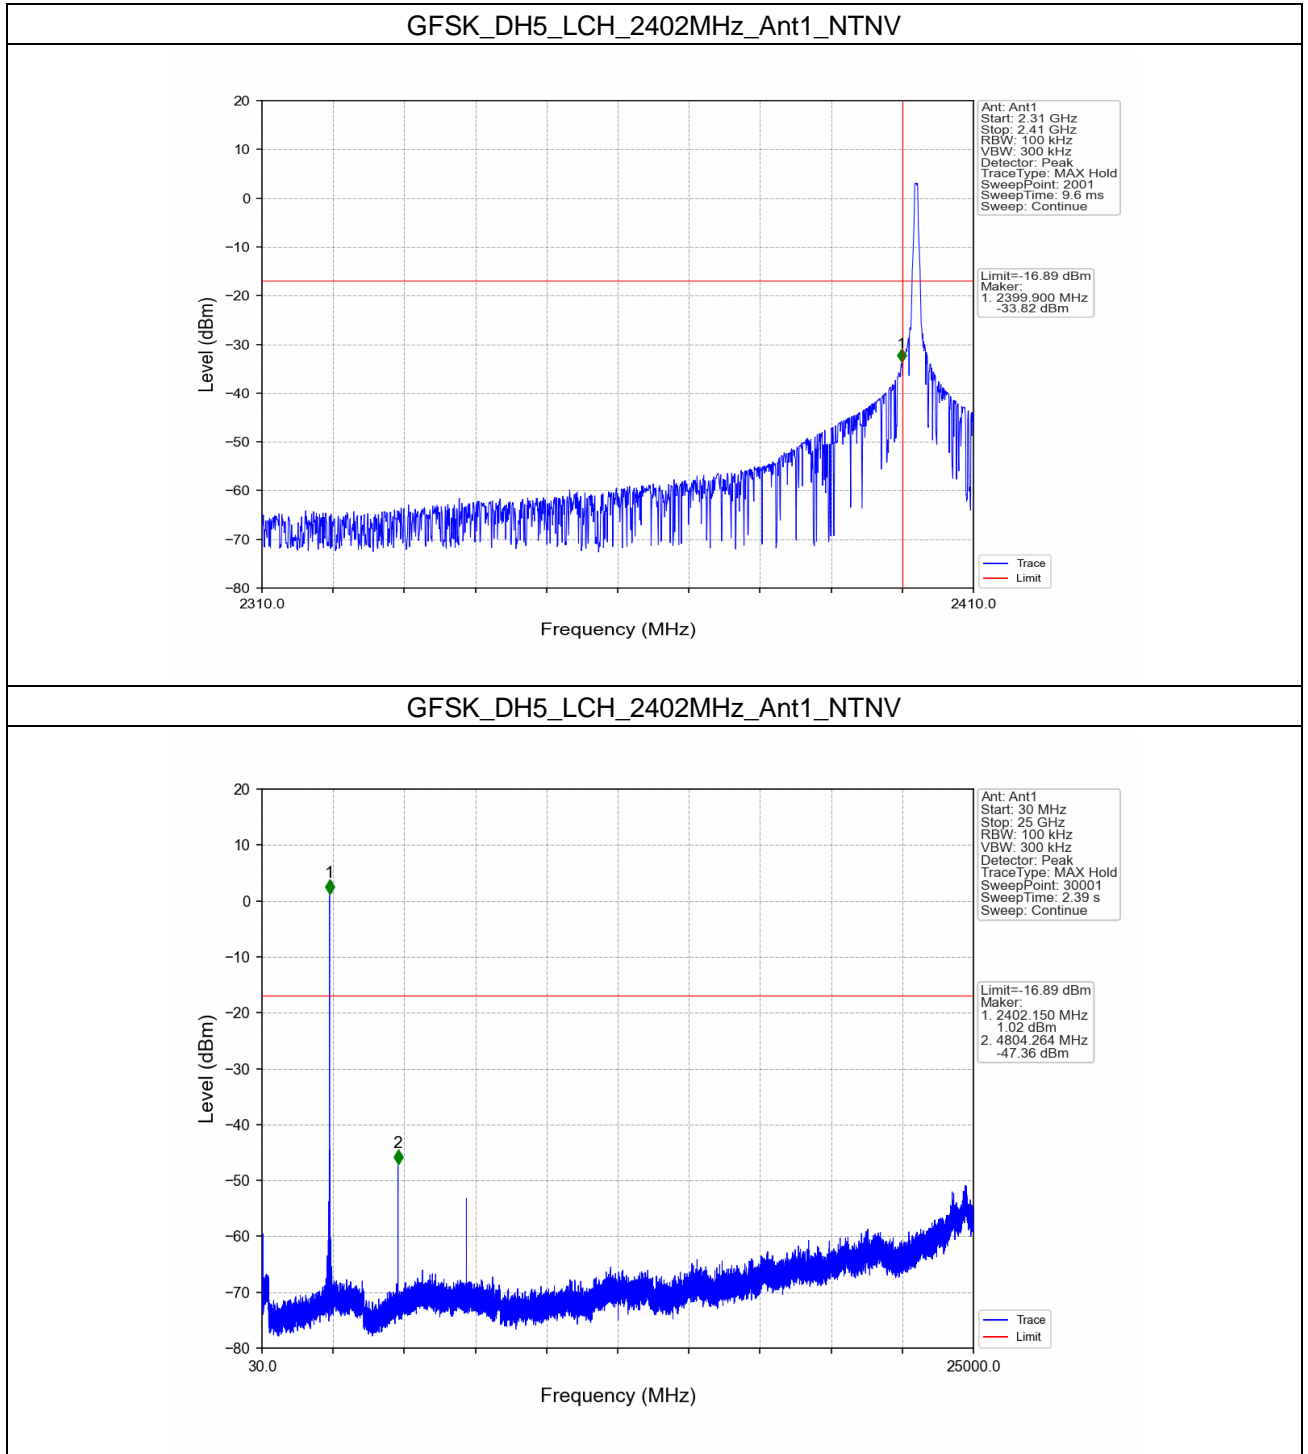 GFSK_DH5_LCH_2402MHz_Ant1_NTNV
20
10
0
−10
−20
−30
−40
−50
−60
−70
−80
Level (dBm)
2310.0
2410.0
Frequency (MHz)
1
Ant: Ant1
Start: 2.31 GHz
Stop: 2.41 GHz
RBW: 100 kHz
VBW: 300 kHz
Detector: Peak
TraceType: MAX Hold
SweepPoint: 2001
SweepTime: 9.6 ms
Sweep: Continue
Limit=-16.89 dBm
Maker:
1. 2399.900 MHz
-33.82 dBm
Trace
Limit
GFSK_DH5_LCH_2402MHz_Ant1_NTNV
20
10
0
−10
−20
−30
−40
−50
−60
−70
−80
Level (dBm)
30.0
25000.0
Frequency (MHz)
1
2
Ant: Ant1
Start: 30 MHz
Stop: 25 GHz
RBW: 100 kHz
VBW: 300 kHz
Detector: Peak
TraceType: MAX Hold
SweepPoint: 30001
SweepTime: 2.39 s
Sweep: Continue
Limit=-16.89 dBm
Maker:
1. 2402.150 MHz
1.02 dBm
2. 4804.264 MHz
-47.36 dBm
Trace
Limit